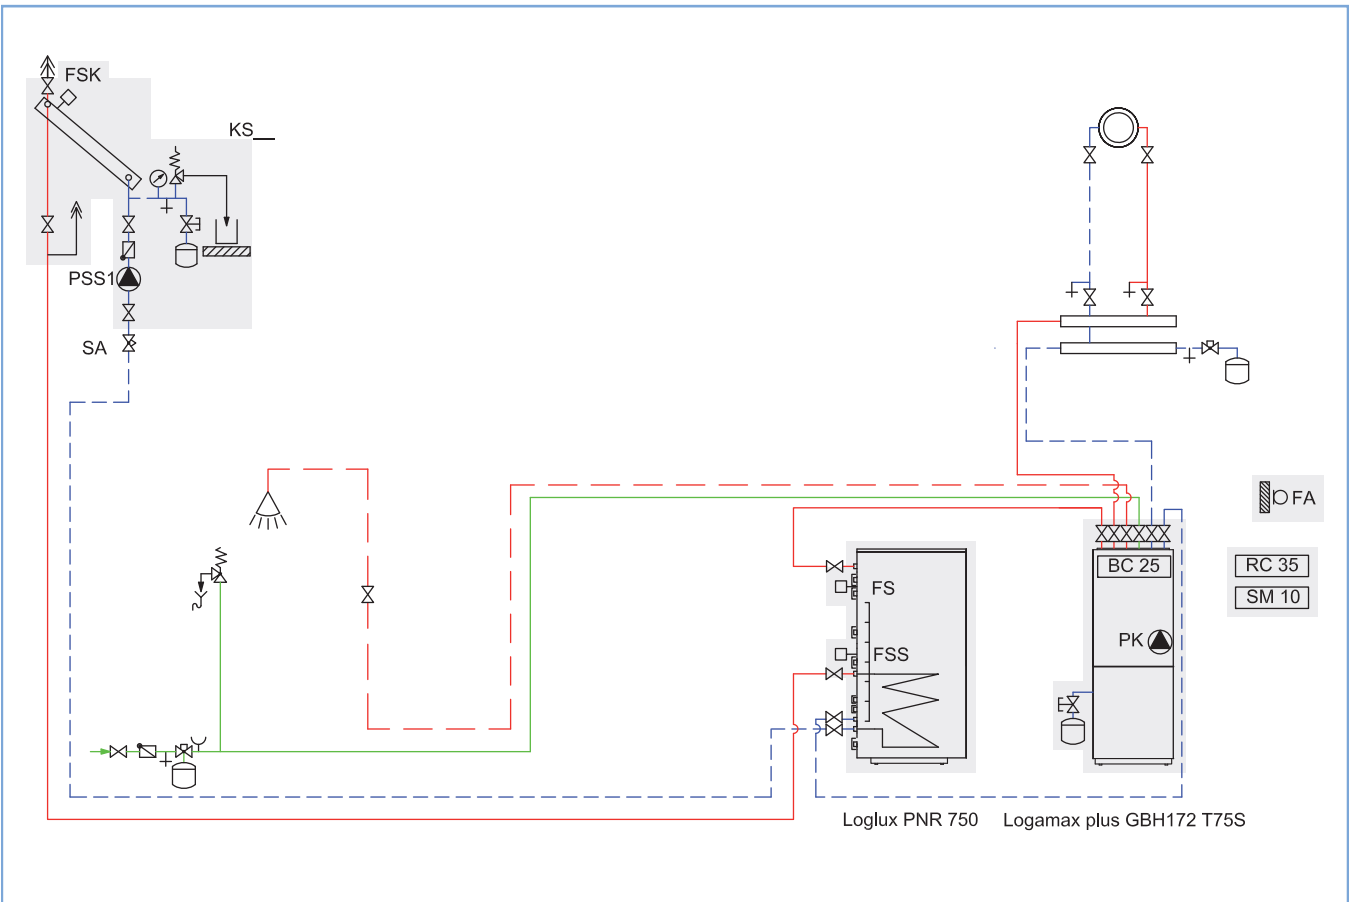 FSK
KS__
PSS1
SA
FA
BC 25
RC 35
FS
SM 10
PK
FSS
Loglux PNR 750
Logamax plus GBH172 T75S